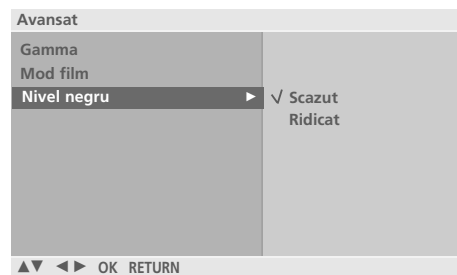 Avansat
Gamma
Mod film
Nivel negru ► √ Scazut
Ridicat
▲▼ ◄► OK RETURN